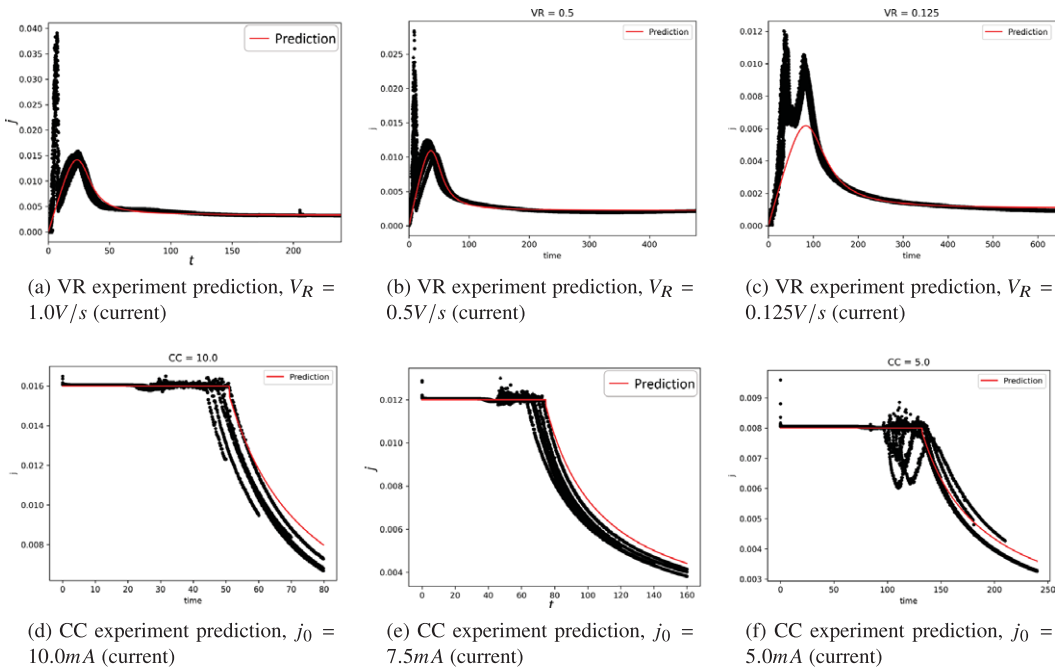 VR = 0.5
VR = 0.125
0.040
0.035
0.030
0.025
0.020
0.015
0.010
0.005
0.000
j
Prediction
0 50 100 150 200
t
0.025
0.020
0.015
0.010
0.005
0.000
j
Prediction
0 100 200 300 400
time
0.012
0.010
0.008
0.006
0.004
0.002
0.000
j
Prediction
0 100 200 300 400 500 600
time
(a) VR experiment prediction, V_R =
1.0V/s (current)
(b) VR experiment prediction, V_R =
0.5V/s (current)
(c) VR experiment prediction, V_R =
0.125V/s (current)
CC = 10.0
0.016
0.014
0.012
0.010
0.008
j
Prediction
0 10 20 30 40 50 60 70 80
time
0.012
0.010
0.008
0.006
0.004
j
Prediction
0 20 40 60 80 100 120 140 160
t
CC = 5.0
0.009
0.008
0.007
0.006
0.005
0.004
0.003
j
Prediction
0 50 100 150 200 250
time
(d) CC experiment prediction, j_0 =
10.0mA (current)
(e) CC experiment prediction, j_0 =
7.5mA (current)
(f) CC experiment prediction, j_0 =
5.0mA (current)